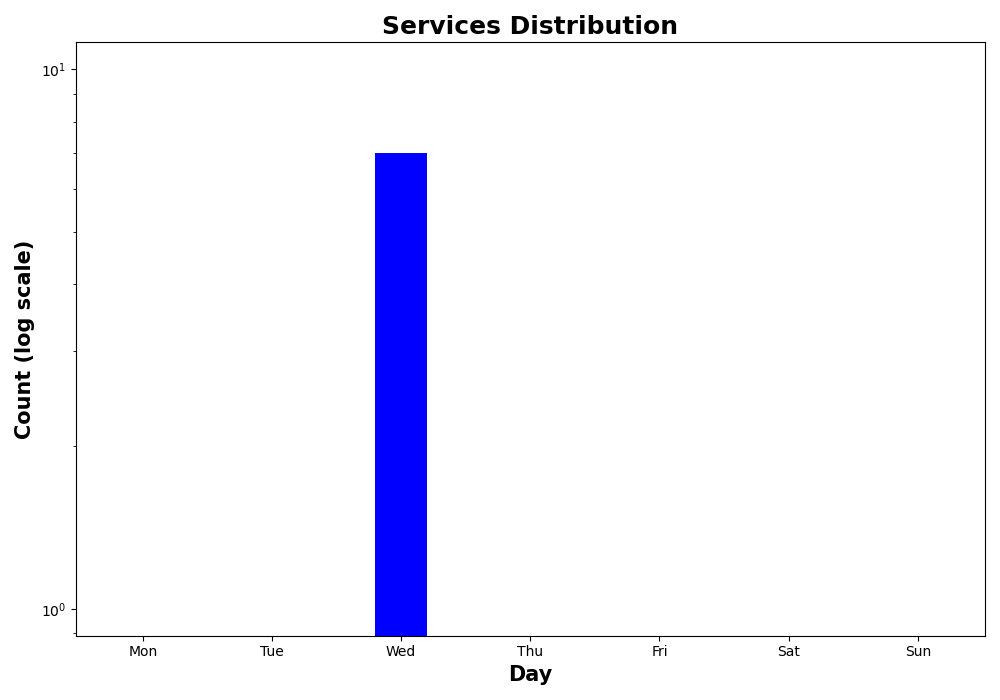 Services Distribution
Count (log scale)
10¹
10⁰
Mon Tue Wed Thu Fri Sat Sun
Day